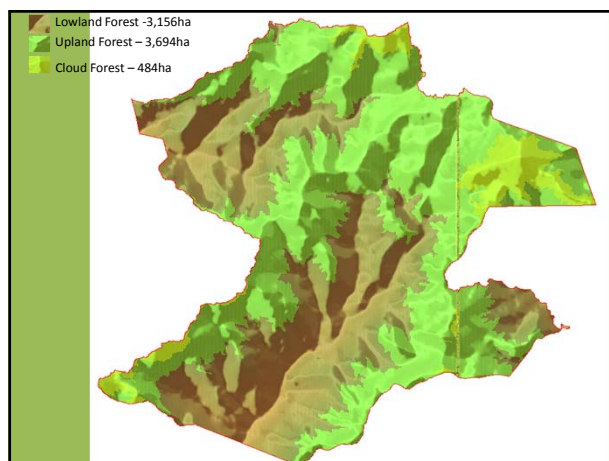 Lowland Forest -3,156ha
Upland Forest – 3,694ha
Cloud Forest – 484ha